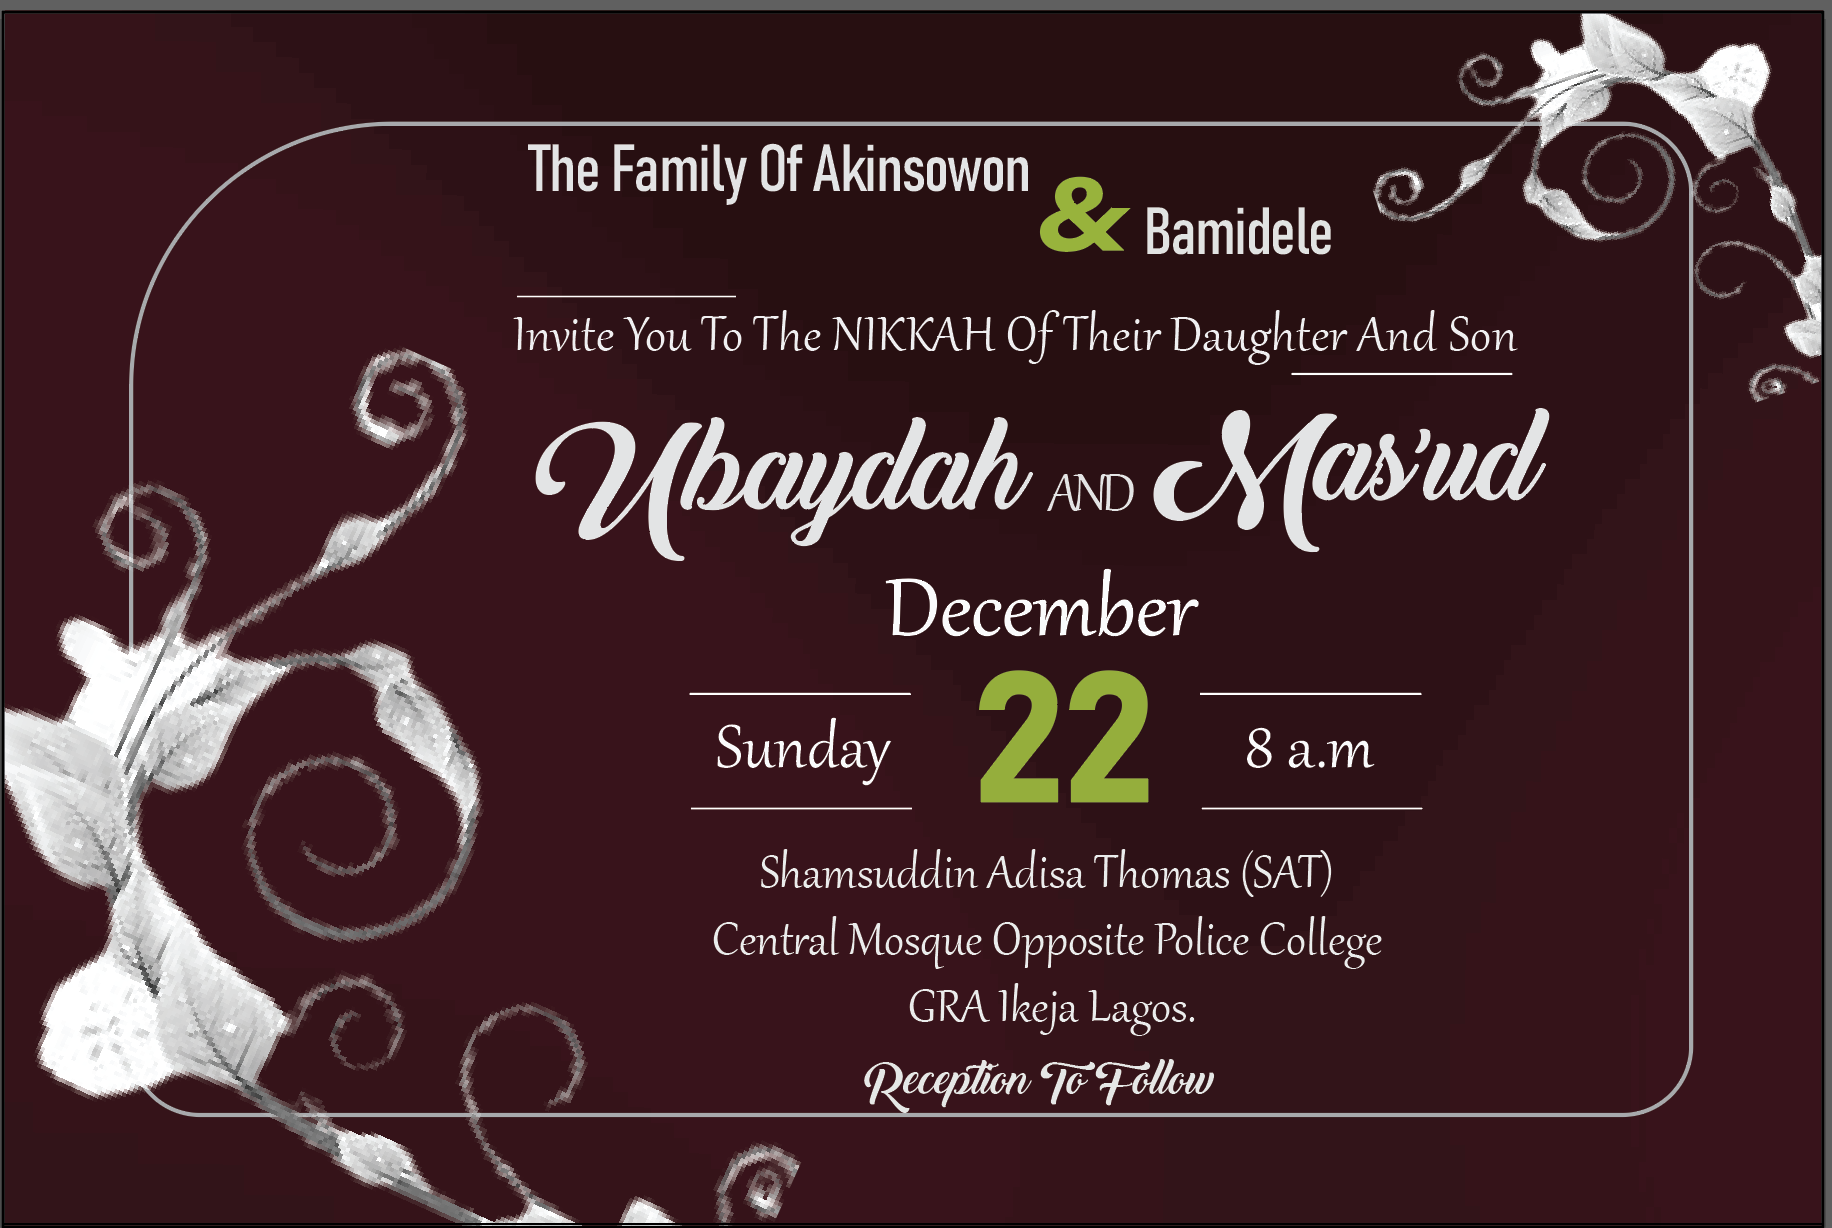 The Family Of Akinsowon
& Bamidele
Invite You To The NIKKAH Of Their Daughter And Son
Ubaydah AND Mas'ud
December
Sunday 22 8 a.m
Shamsuddin Adisa Thomas (SAT)
Central Mosque Opposite Police College
GRA Ikeja Lagos.
Reception To Follow